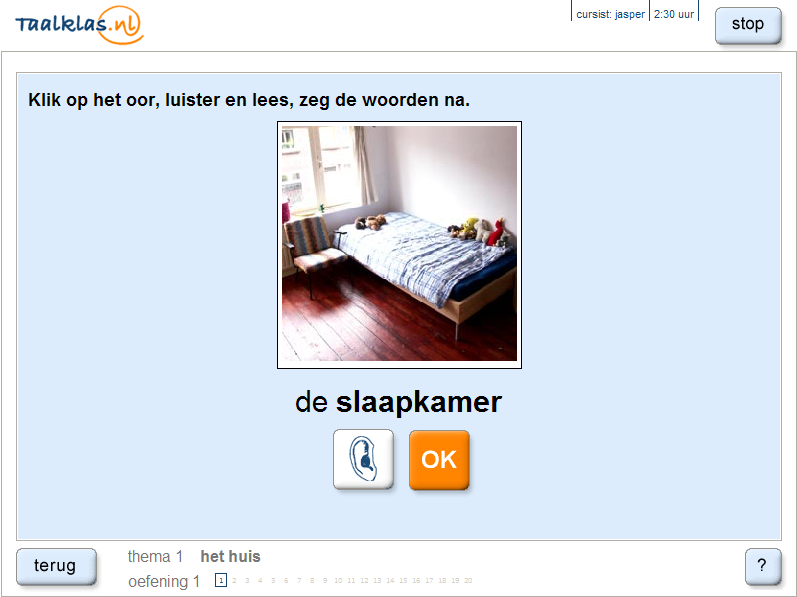 Taalklas.nl
cursist: jasper 2:30 uur
stop
Klik op het oor, luister en lees, zeg de woorden na.
de slaapkamer
OK
terug
thema 1 het huis
?
oefening 1 1 2 3 4 5 6 7 8 9 10 11 12 13 14 15 16 17 18 19 20